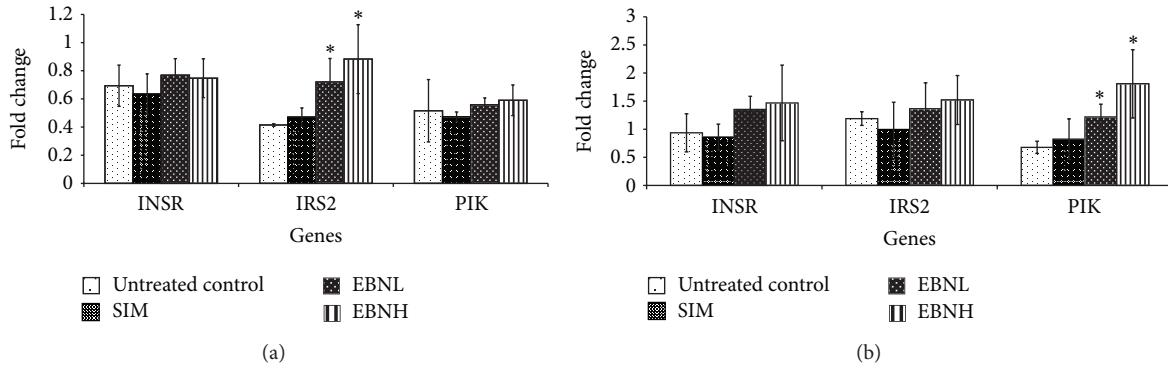 1.2
1
0.8
0.6
0.4
0.2
0
Fold change
* *
INSR IRS2 PIK
Genes
Untreated control EBNL
SIM EBNH
(a)
3
2.5
2
1.5
1
0.5
0
Fold change
* *
INSR IRS2 PIK
Genes
Untreated control EBNL
SIM EBNH
(b)